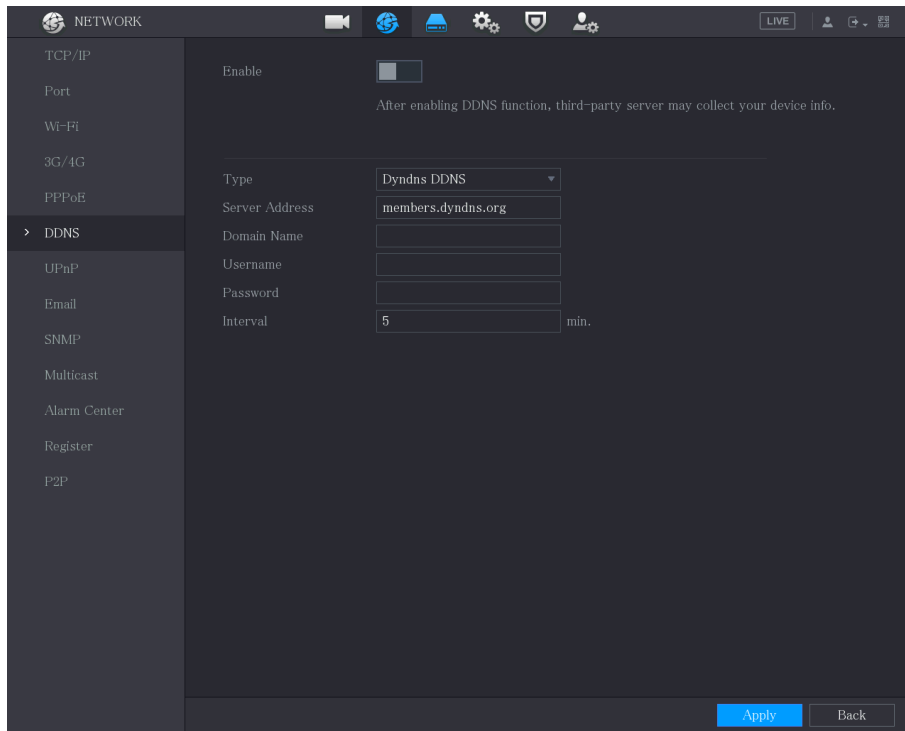 NETWORK
LIVE
TCP/IP
Port
Wi-Fi
3G/4G
PPPoE
DDNS
UPnP
Email
SNMP
Multicast
Alarm Center
Register
P2P
Enable
After enabling DDNS function, third-party server may collect your device info.
Type Dyndns DDNS
Server Address members.dyndns.org
Domain Name
Username
Password
Interval 5 min.
Apply Back